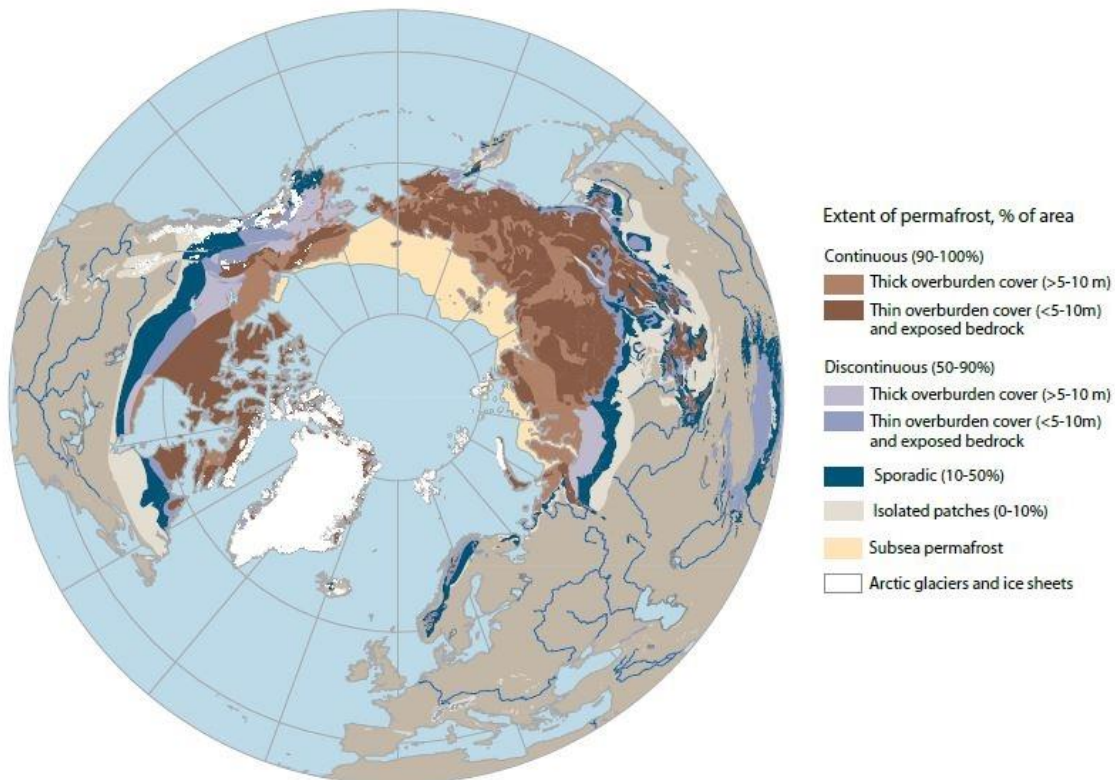 Extent of permafrost, % of area
Continuous (90-100%)
Thick overburden cover (>5-10 m)
Thin overburden cover (<5-10m)
and exposed bedrock
Discontinuous (50-90%)
Thick overburden cover (>5-10 m)
Thin overburden cover (<5-10m)
and exposed bedrock
Sporadic (10-50%)
Isolated patches (0-10%)
Subsea permafrost
Arctic glaciers and ice sheets